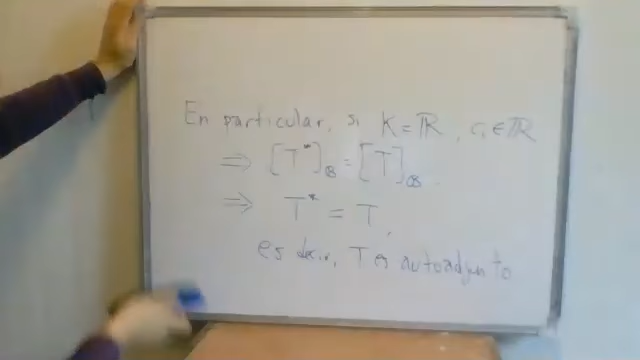 En particular, si K = ℝ, cᵢ ∈ ℝ
⇒ [T*]_B = [T]_B.
⇒ T* = T,
es decir, T es autoadjunto